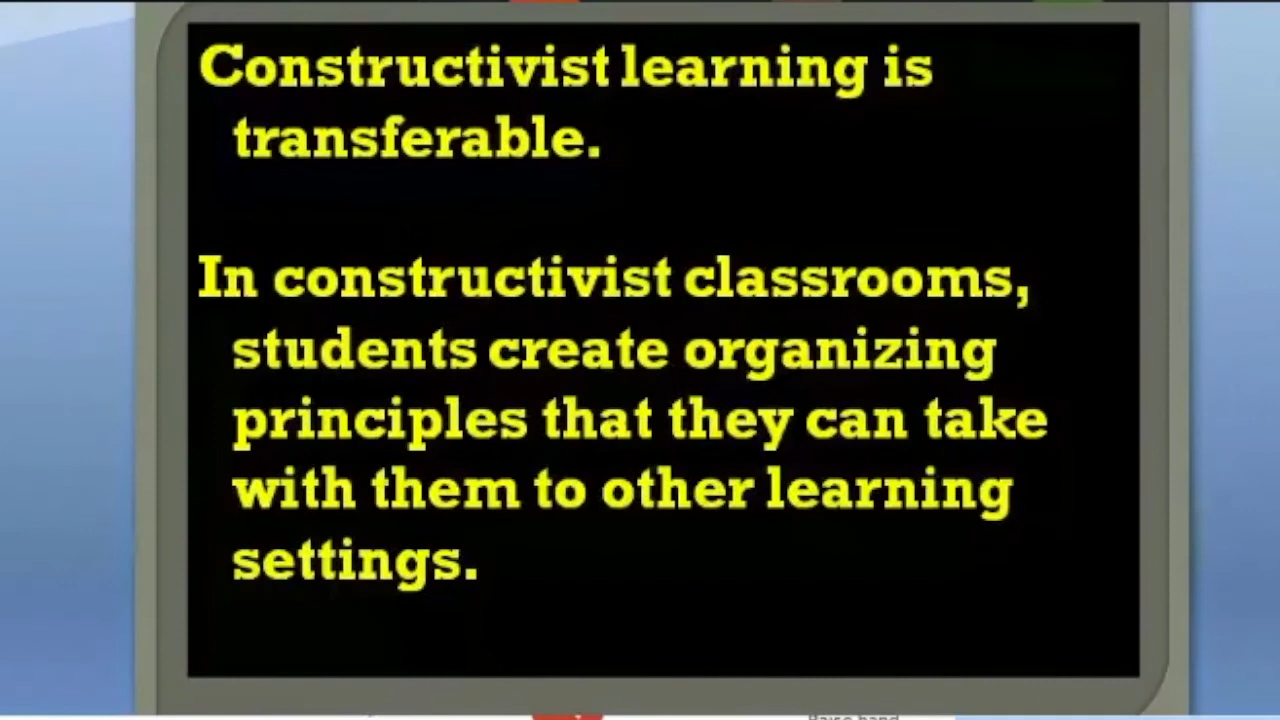 Constructivist learning is
transferable.
In constructivist classrooms,
students create organizing
principles that they can take
with them to other learning
settings.